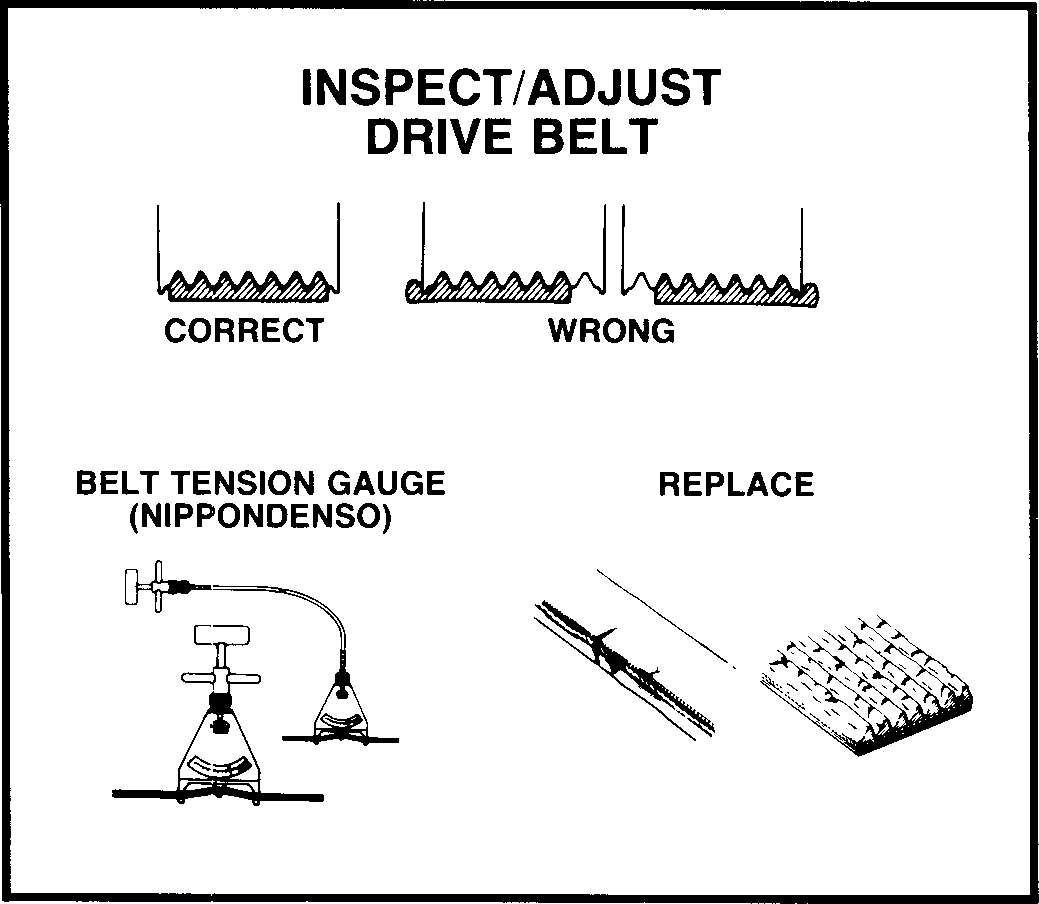 INSPECT/ADJUST
DRIVE BELT
CORRECT
WRONG
BELT TENSION GAUGE
(NIPPONDENSO)
REPLACE